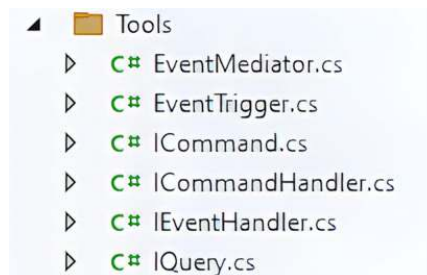 Tools
C# EventMediator.cs
C# EventTrigger.cs
C# ICommand.cs
C# ICommandHandler.cs
C# IEventHandler.cs
C# IQuery.cs